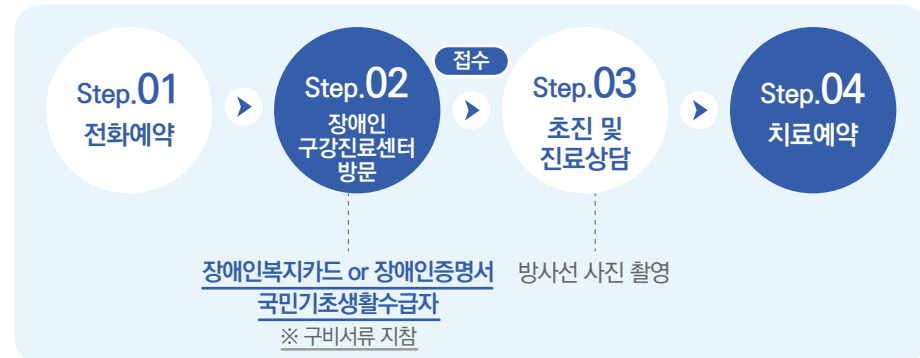 Step.01
전화예약
Step.02
장애인
구강진료센터
방문
접수
Step.03
초진 및
진료상담
Step.04
치료예약
장애인복지카드 or 장애인증명서
국민기초생활수급자
※ 구비서류 지참
방사선 사진 촬영